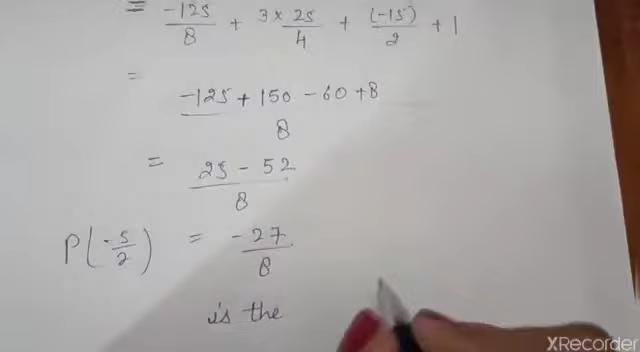 = -125/8 + 3 × 25/4 + (-15)/2 + 1
= -125 + 150 - 60 + 8 / 8
= 25 - 52 / 8
P(-5/2) = -27/8
is the
XRecorder